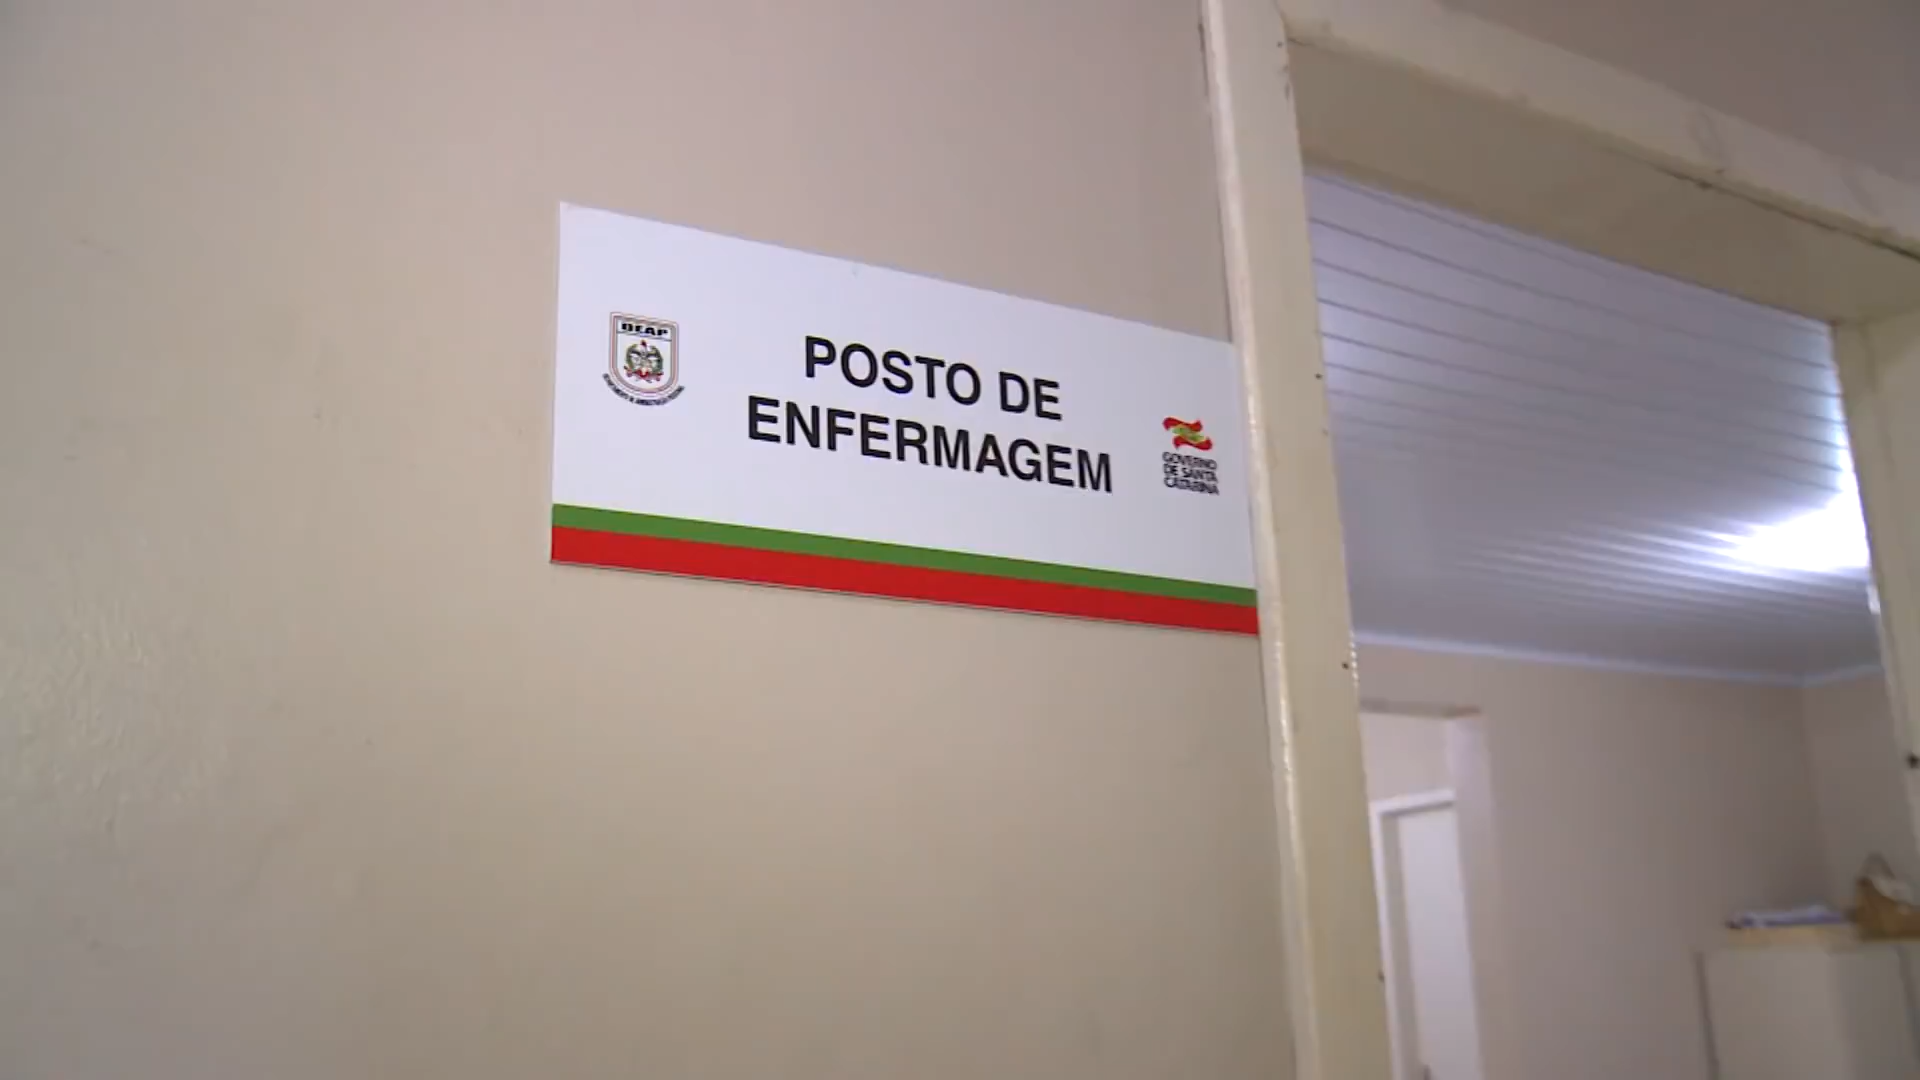 DEAP
POSTO DE
ENFERMAGEM
GOVERNO
DE SANTA
CATARINA